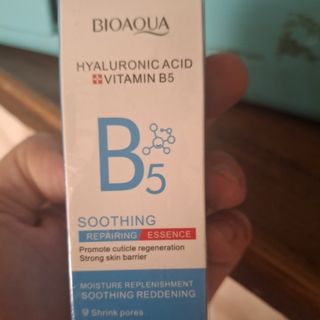 BIOAQUA
HYALURONIC ACID
+VITAMIN B5
B5
SOOTHING
REPAIRING ESSENCE
Promote cuticle regeneration
Strong skin barrier
MOISTURE REPLENISHMENT
SOOTHING REDDENING
Shrink pores